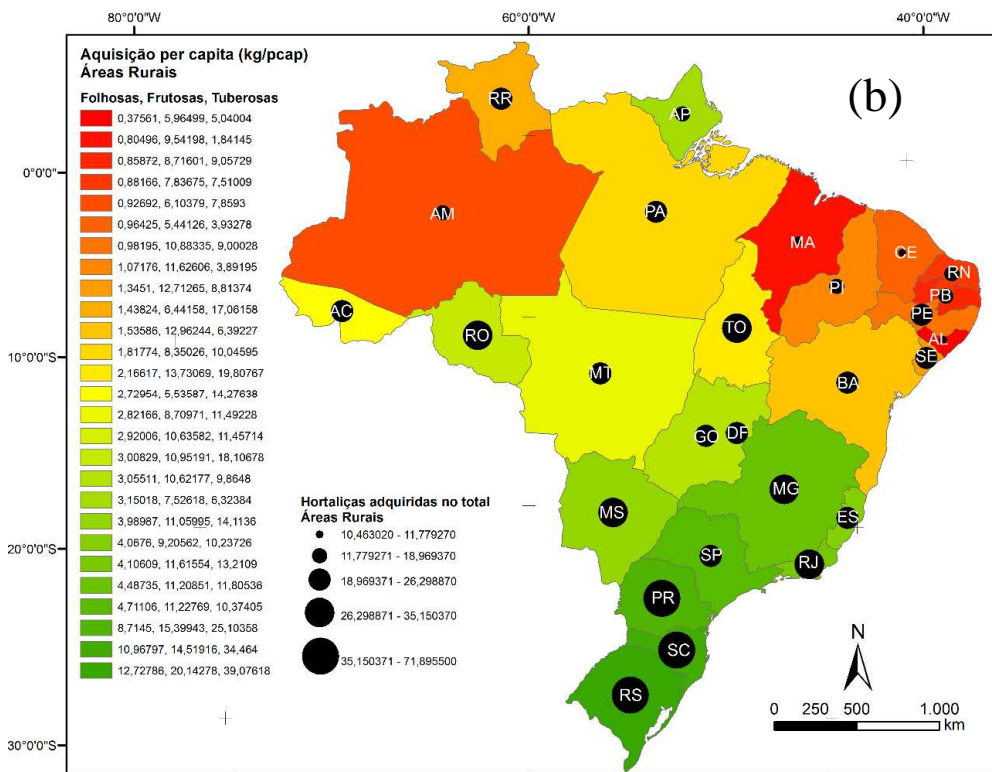 80°0'0"W
60°0'0"W
40°0'0"W
Aquisição per capita (kg/pcap)
Áreas Rurais
Folhosas, Frutosas, Tuberosas
0,37561, 5,96499, 5,04004
0,80496, 9,54198, 1,84145
0,85872, 8,71601, 9,05729
0,88166, 7,83675, 7,51009
0,92692, 6,10379, 7,8593
0,96425, 5,44126, 3,93278
0,98195, 10,88335, 9,00028
1,07176, 11,62606, 3,89195
1,3451, 12,71265, 8,81374
1,43824, 6,44158, 17,06158
1,53586, 12,96244, 6,39227
1,81774, 8,35026, 10,04595
2,16617, 13,73069, 19,80767
2,72954, 5,53587, 14,27638
2,82166, 8,70971, 11,49228
2,92006, 10,63582, 11,45714
3,00829, 10,95191, 18,10678
3,05511, 10,62177, 9,8648
3,15018, 7,52618, 6,32384
3,98987, 11,05995, 14,1136
4,0676, 9,20562, 10,23726
4,10609, 11,61554, 13,2109
4,48735, 11,20851, 11,80536
4,71106, 11,22769, 10,37405
8,7145, 15,39943, 25,10358
10,96797, 14,51916, 34,464
12,72786, 20,14278, 39,07618
(b)
RR
AP
0°0'0"
AM
PA
MA
CE
RN
PI
PB
PE
AC
RO
TO
AL
SE
10°0'0"S
MT
BA
GO
DF
MG
MS
ES
Hortaliças adquiridas no total
Áreas Rurais
10,463020 - 11,779270
11,779271 - 18,969370
18,969371 - 26,298870
26,298871 - 35,150370
35,150371 - 71,895500
20°0'0"S
SP
RJ
PR
SC
RS
N
0 250 500 1.000
km
30°0'0"S